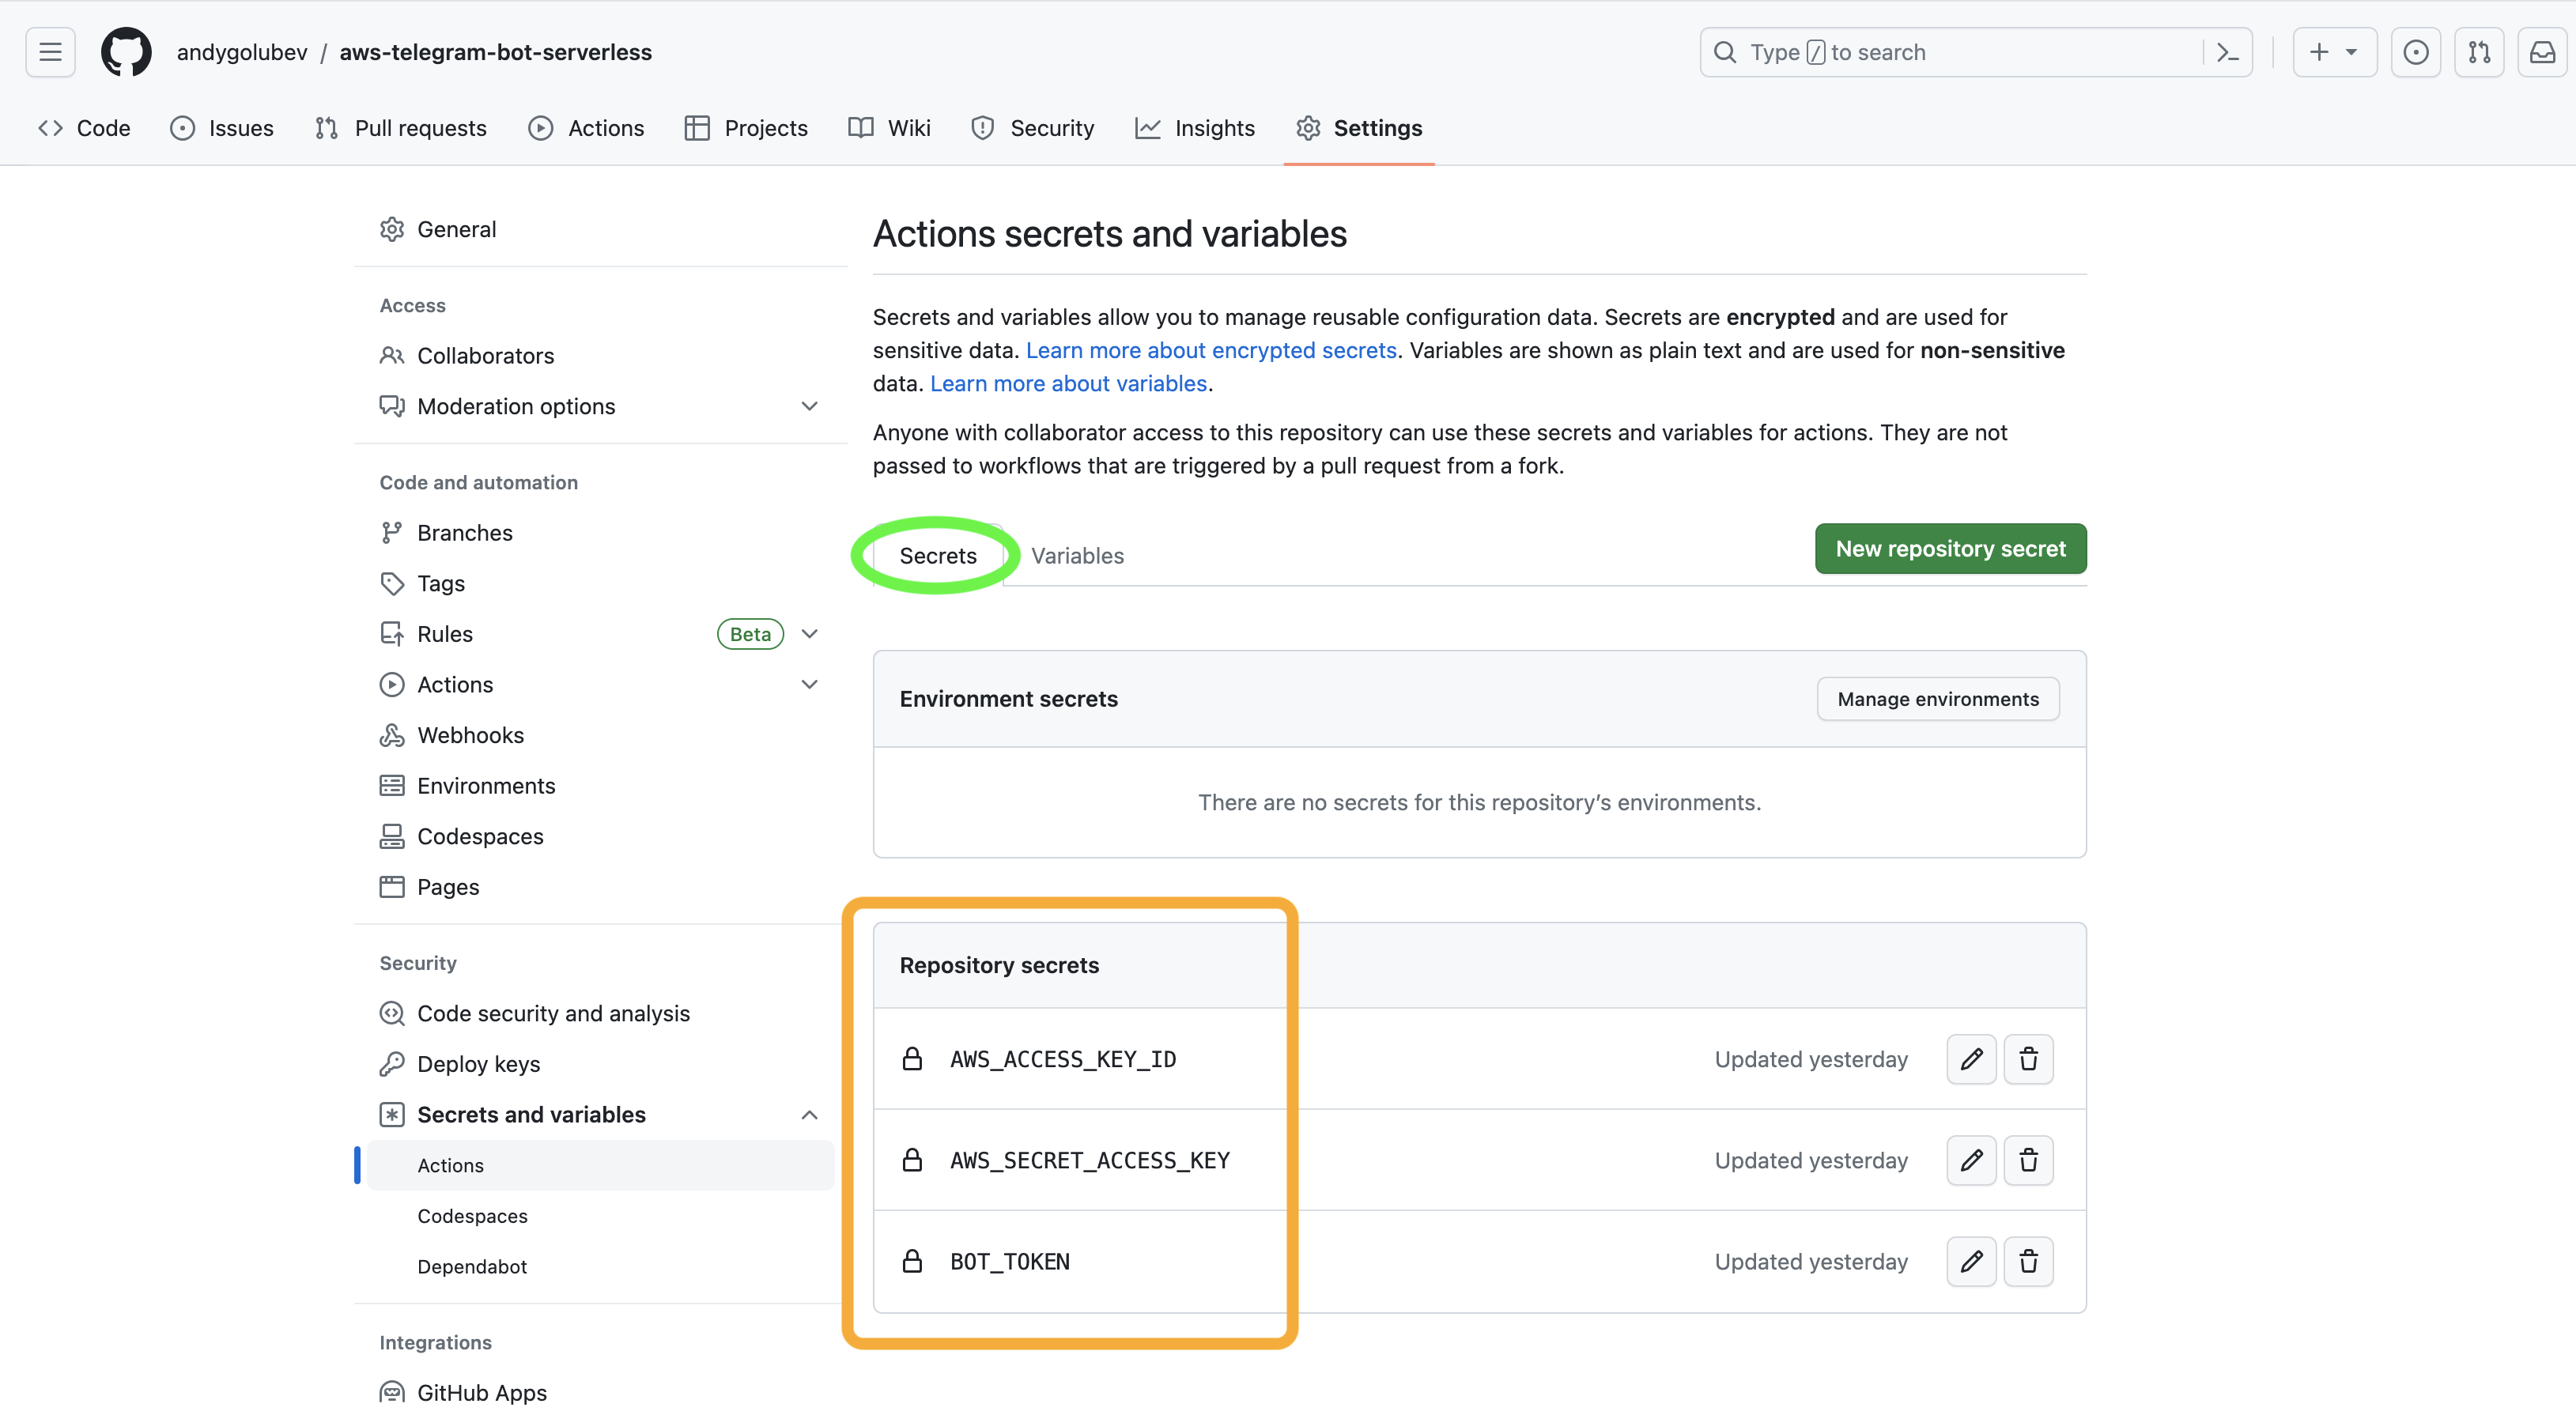 andygolubev / aws-telegram-bot-serverless
Type / to search
Code
Issues
Pull requests
Actions
Projects
Wiki
Security
Insights
Settings
General
Access
Collaborators
Moderation options
Code and automation
Branches
Tags
Rules
Beta
Actions
Webhooks
Environments
Codespaces
Pages
Security
Code security and analysis
Deploy keys
Secrets and variables
Actions
Codespaces
Dependabot
Integrations
GitHub Apps
Actions secrets and variables
Secrets and variables allow you to manage reusable configuration data. Secrets are encrypted and are used for
sensitive data. Learn more about encrypted secrets. Variables are shown as plain text and are used for non-sensitive
data. Learn more about variables.
Anyone with collaborator access to this repository can use these secrets and variables for actions. They are not
passed to workflows that are triggered by a pull request from a fork.
Secrets
Variables
New repository secret
Environment secrets
Manage environments
There are no secrets for this repository’s environments.
Repository secrets
AWS_ACCESS_KEY_ID
Updated yesterday
AWS_SECRET_ACCESS_KEY
Updated yesterday
BOT_TOKEN
Updated yesterday